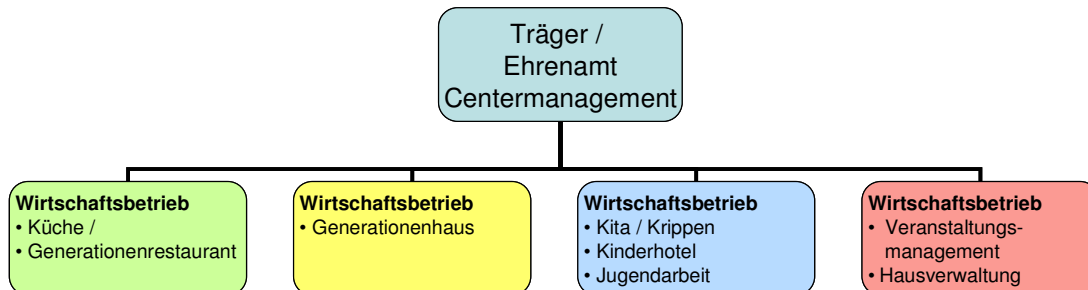 Träger /
Ehrenamt
Centermanagement
Wirtschaftsbetrieb
• Küche /
• Generationenrestaurant
Wirtschaftsbetrieb
• Generationenhaus
Wirtschaftsbetrieb
• Kita / Krippen
• Kinderhotel
• Jugendarbeit
Wirtschaftsbetrieb
• Veranstaltungs-
management
• Hausverwaltung